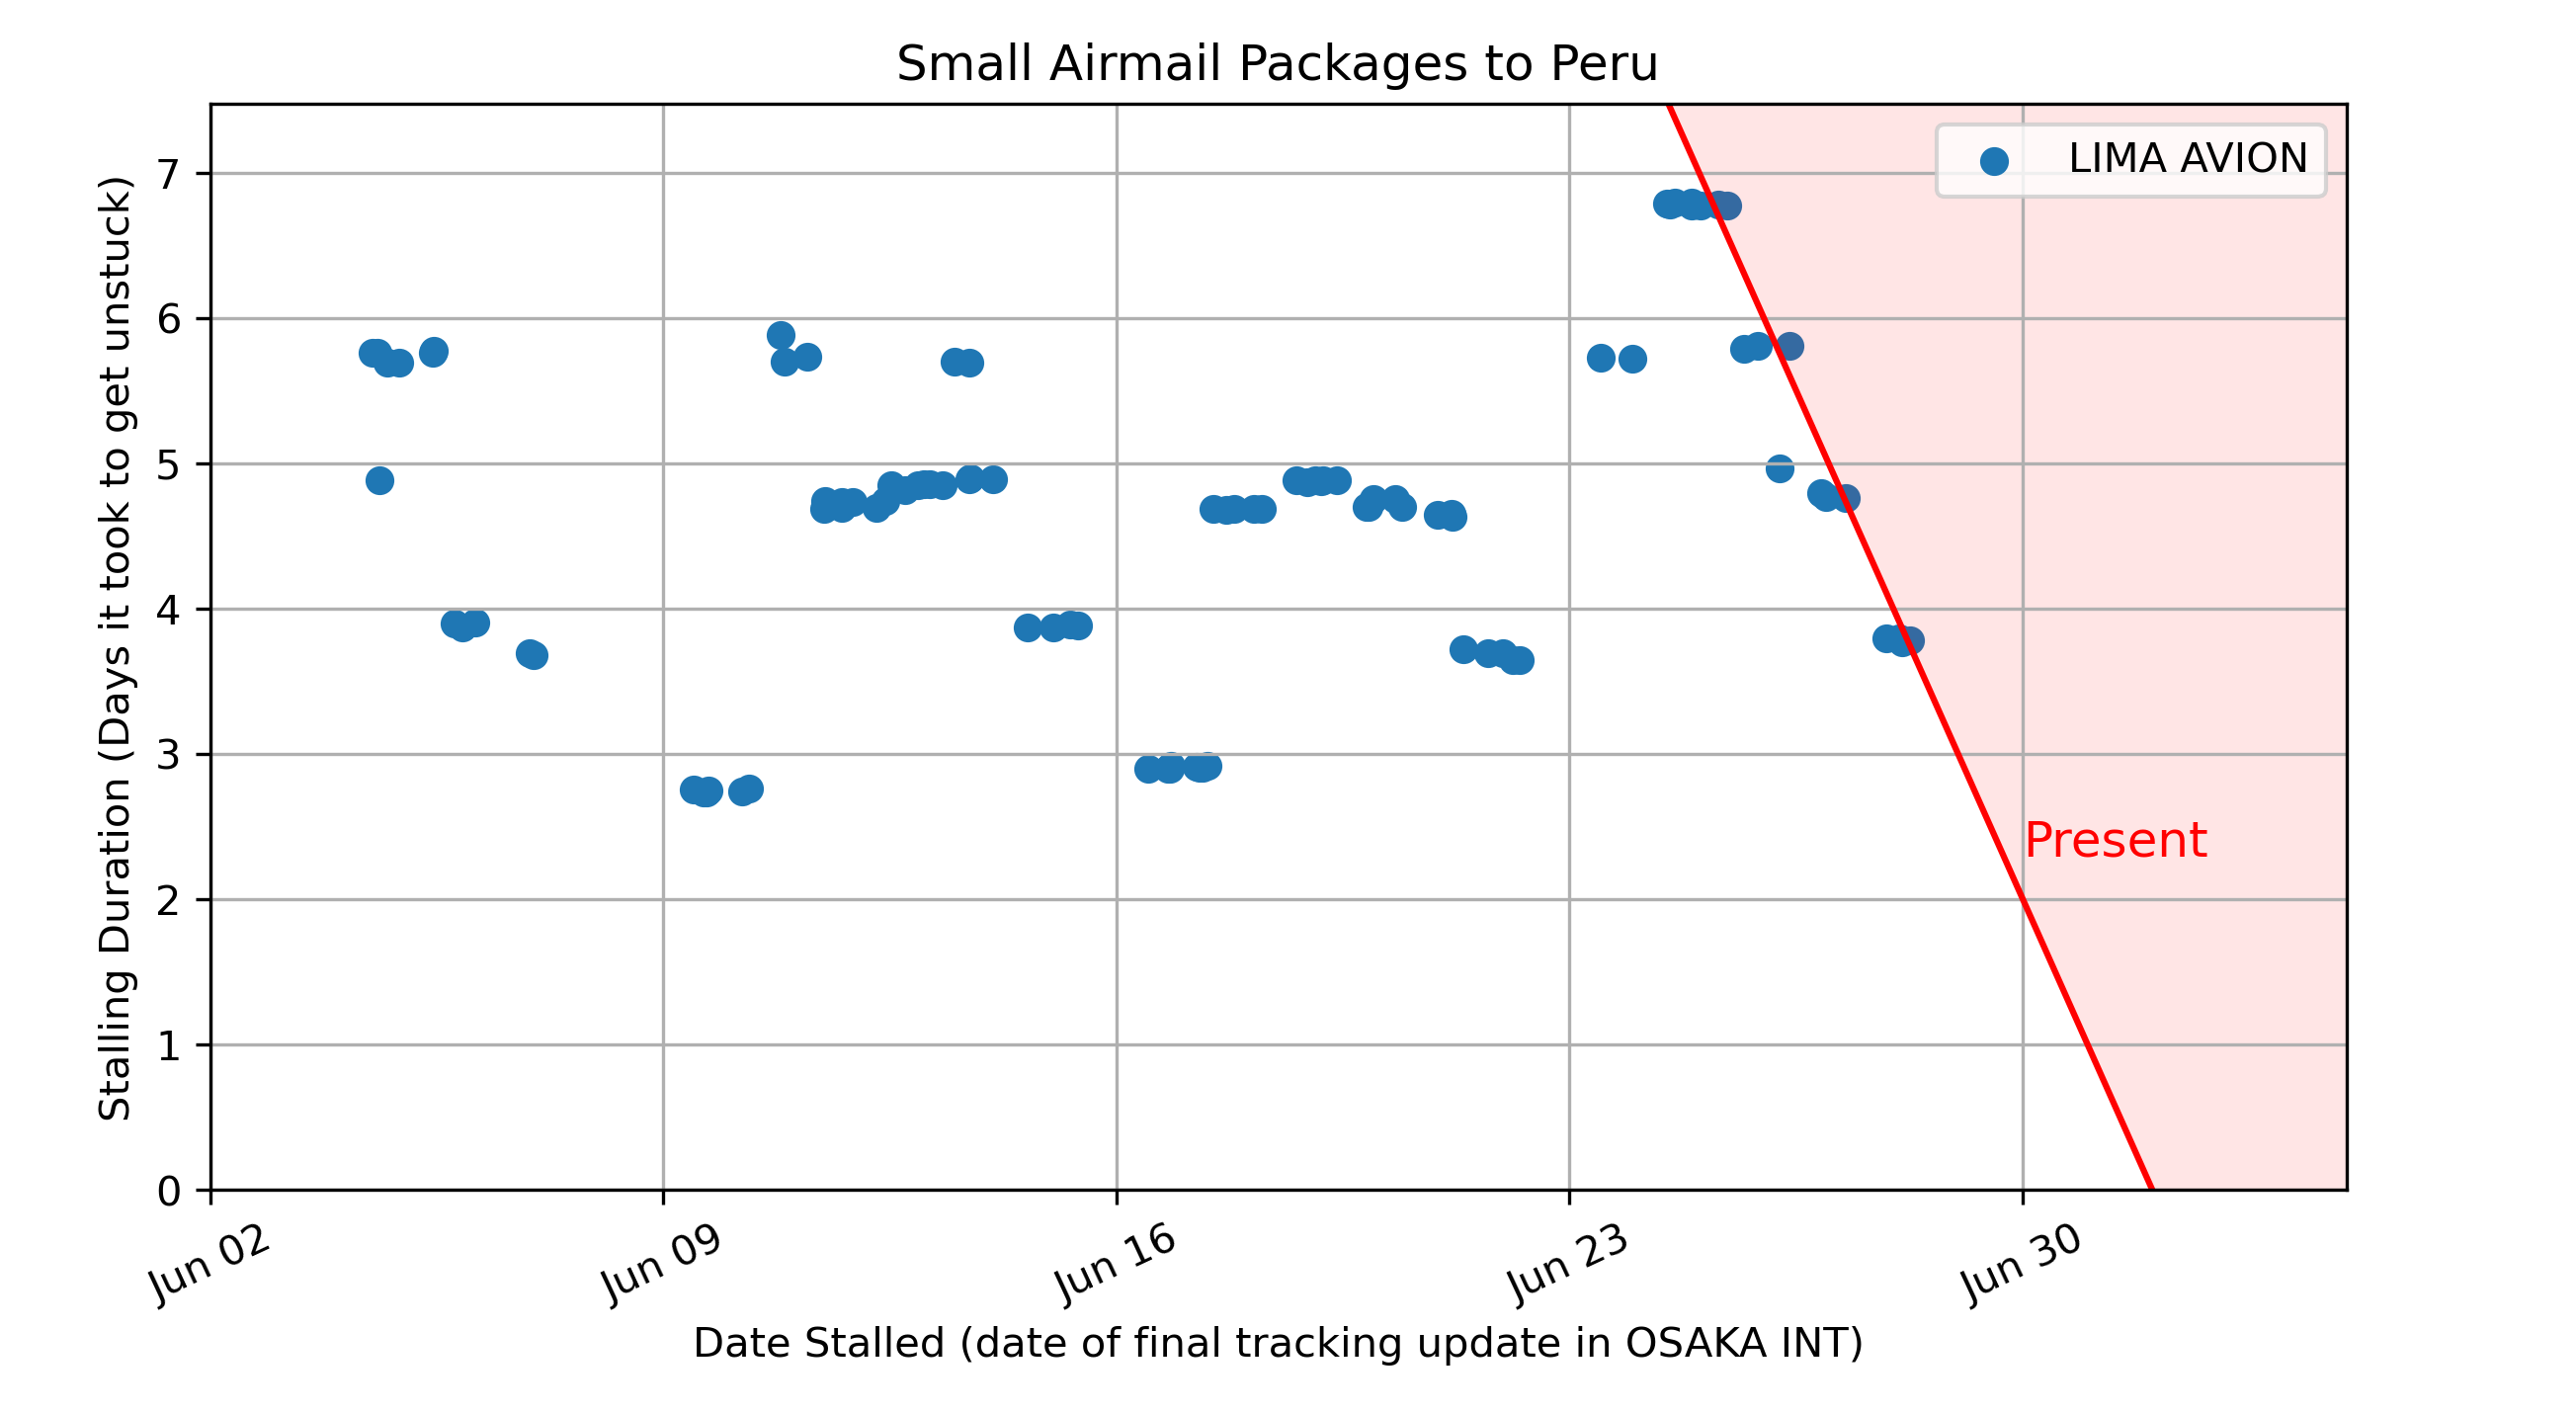 Small Airmail Packages to Peru
LIMA AVION
Stalling Duration (Days it took to get unstuck)
7
6
5
4
3
2
1
0
Present
Jun 02
Jun 09
Jun 16
Jun 23
Jun 30
Date Stalled (date of final tracking update in OSAKA INT)